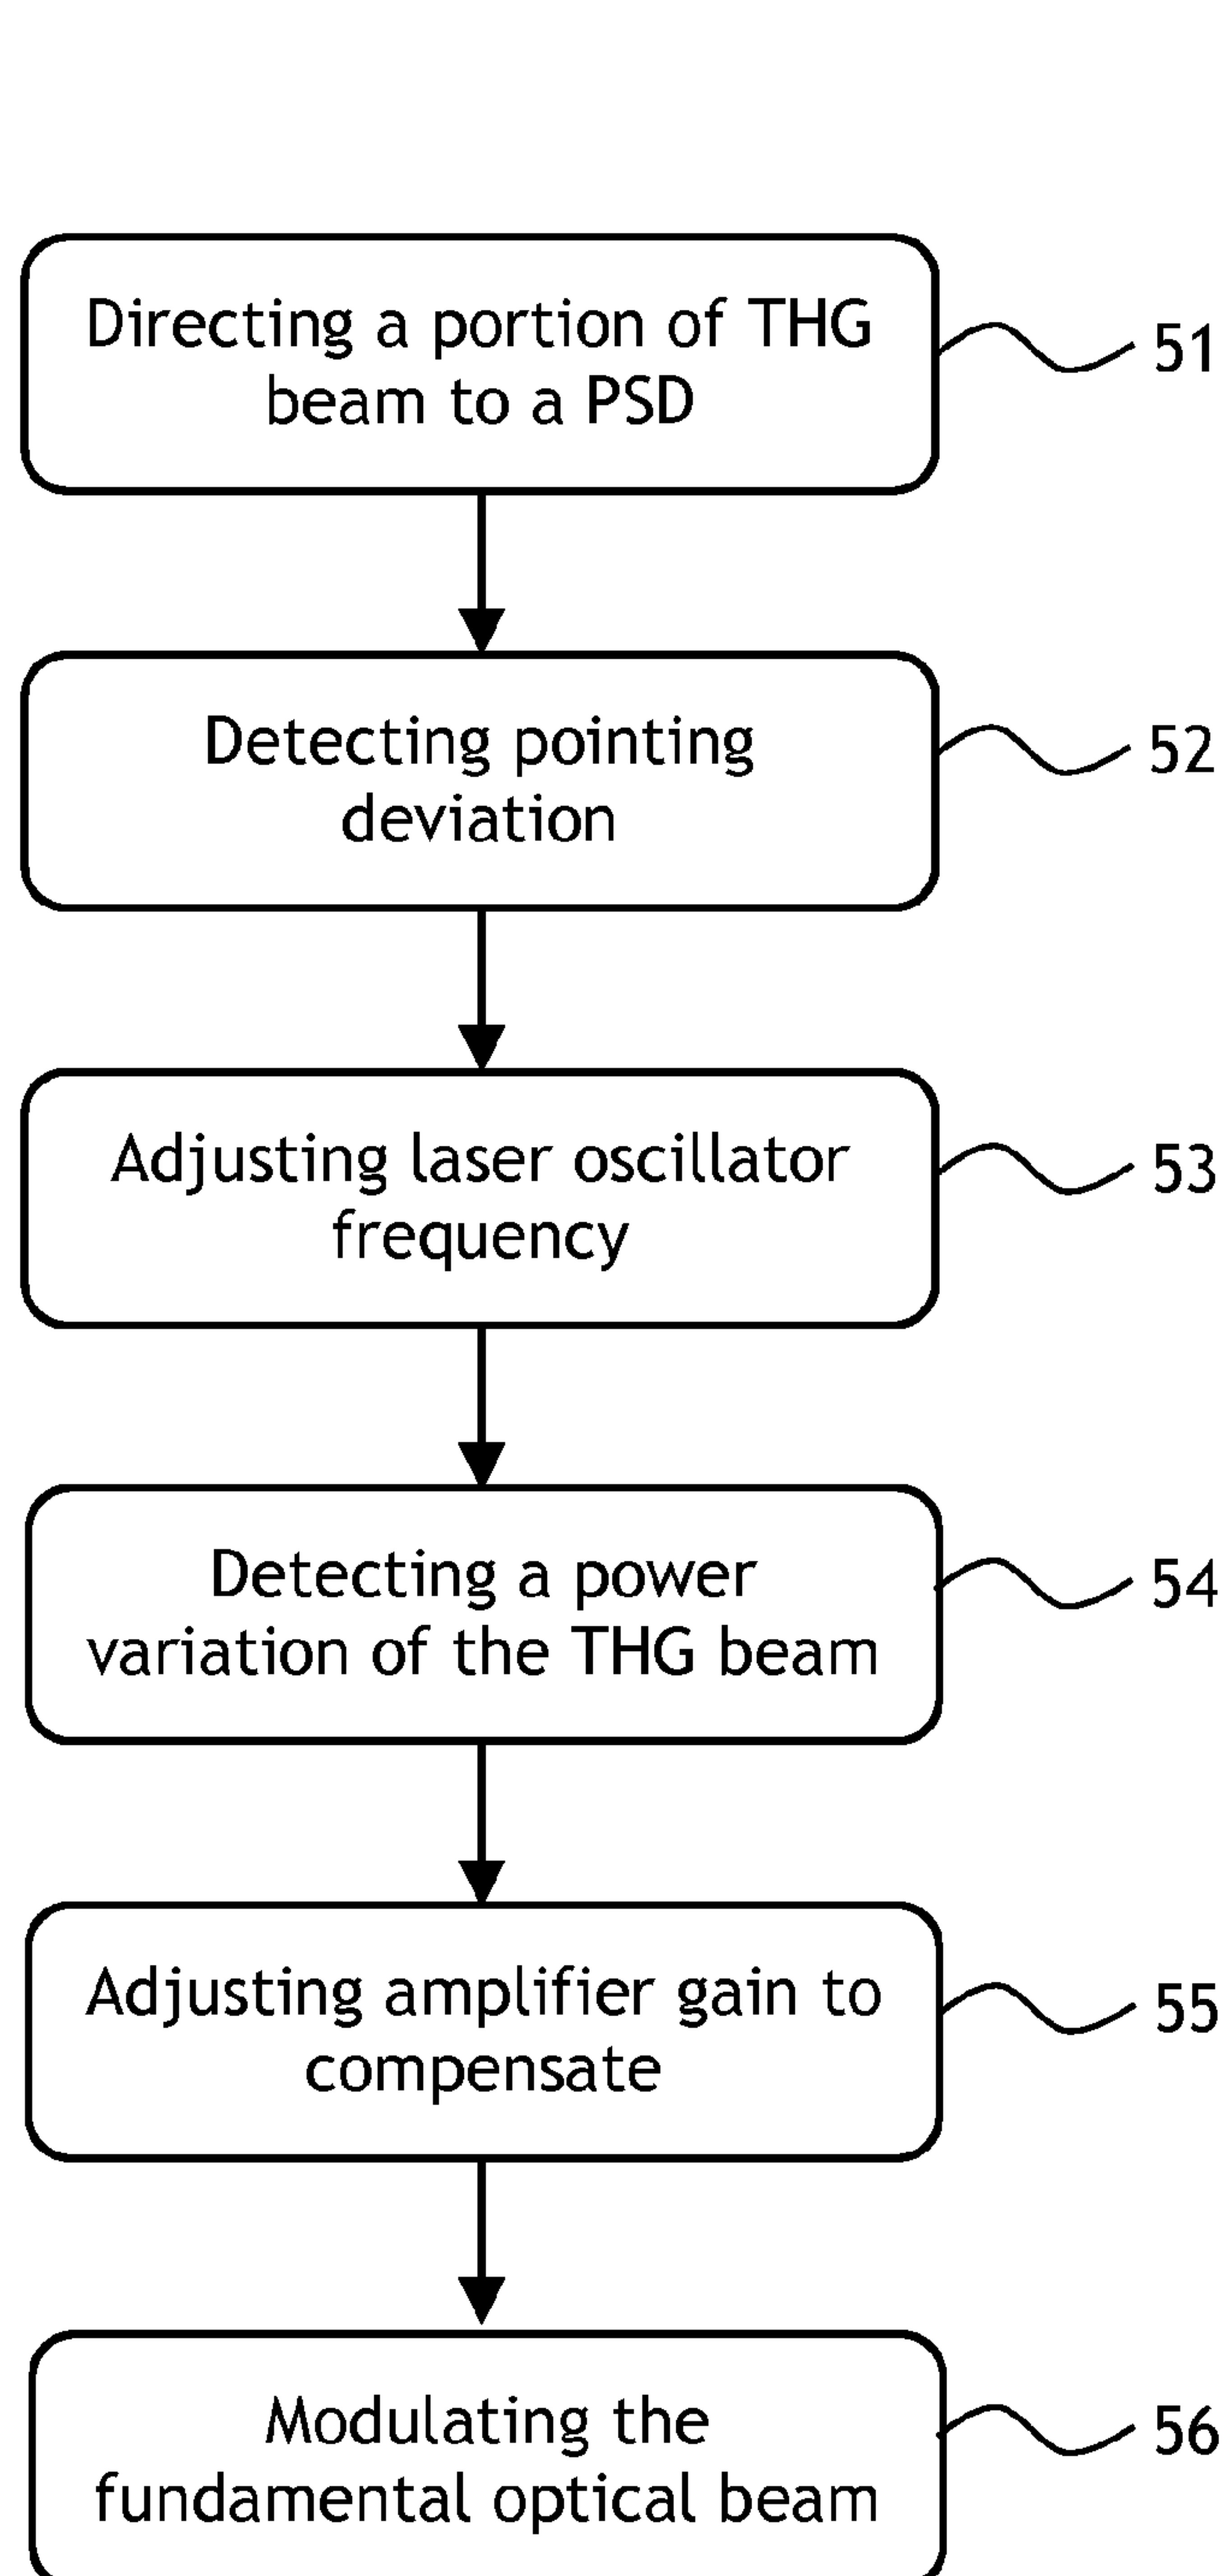 Directing a portion of THG
beam to a PSD
51
Detecting pointing
deviation
52
Adjusting laser oscillator
frequency
53
Detecting a power
variation of the THG beam
54
Adjusting amplifier gain to
compensate
55
Modulating the
fundamental optical beam
56